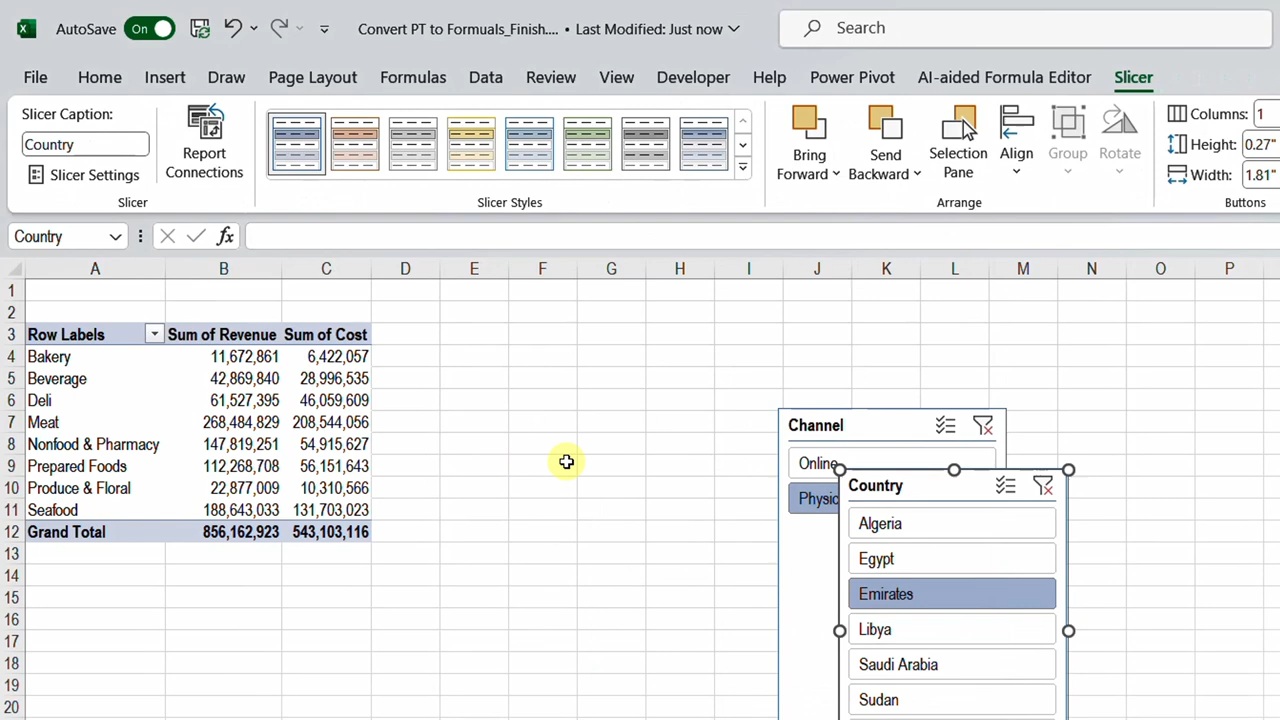 AutoSave On Convert PT to Formuals_Finish.... • Last Modified: Just now Search
File Home Insert Draw Page Layout Formulas Data Review View Developer Help Power Pivot AI-aided Formula Editor Slicer
Slicer Caption:
Country
Slicer Settings
Report
Connections
Bring
Forward
Send
Backward
Selection
Pane
Align
Group
Rotate
Columns: 1
Height: 0.27"
Width: 1.81"
Slicer Slicer Styles Arrange Buttons
Country fx
A B C D E F G H I J K L M N O P
1
2
3 Row Labels Sum of Revenue Sum of Cost
4 Bakery 11,672,861 6,422,057
5 Beverage 42,869,840 28,996,535
6 Deli 61,527,395 46,059,609
7 Meat 268,484,829 208,544,056
8 Nonfood & Pharmacy 147,819,251 54,915,627
9 Prepared Foods 112,268,708 56,151,643
10 Produce & Floral 22,877,009 10,310,566
11 Seafood 188,643,033 131,703,023
12 Grand Total 856,162,923 543,103,116
13
14
15
16
17
18
19
20
Channel
Online
Physic
Country
Algeria
Egypt
Emirates
Libya
Saudi Arabia
Sudan